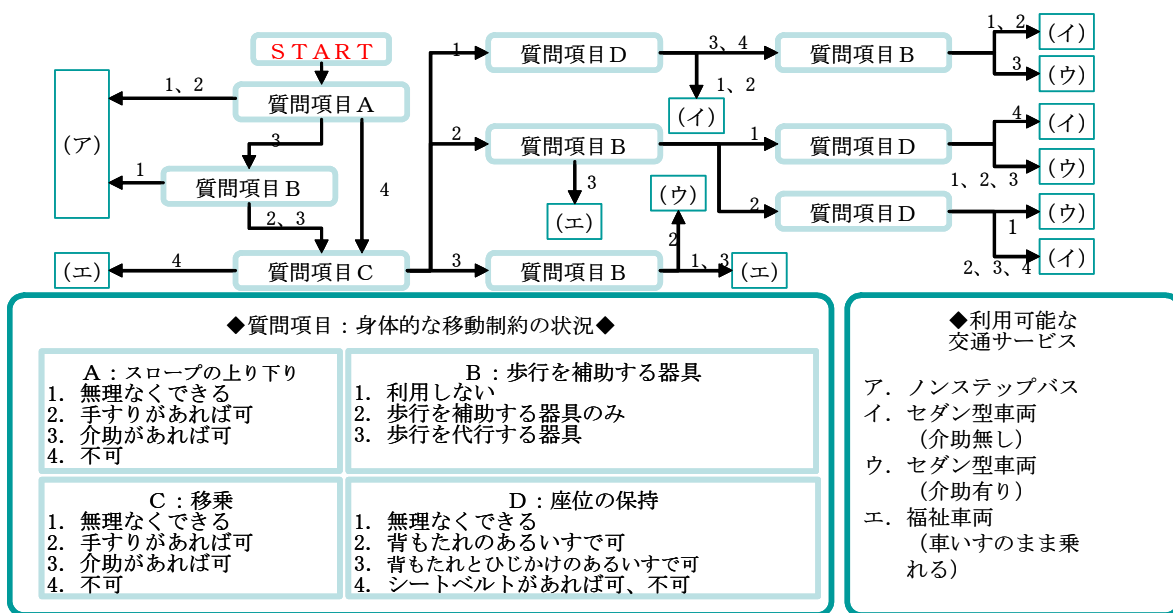 START
質問項目A
1、2
(ア)
3
4
質問項目B
1
2、3
質問項目C
4
(エ)
1
質問項目D
3、4
1、2
(イ)
質問項目B
1、2
(イ)
3
(ウ)
2
質問項目B
3
(エ)
1
質問項目D
4
(イ)
1、2、3
(ウ)
2
質問項目D
1
(ウ)
2、3、4
(イ)
3
質問項目B
2
(ウ)
1、3
(エ)
◆質問項目:身体的な移動制約の状況◆
A:スロープの上り下り
1. 無理なくできる
2. 手すりがあれば可
3. 介助があれば可
4. 不可
B:歩行を補助する器具
1. 利用しない
2. 歩行を補助する器具のみ
3. 歩行を代行する器具
C:移乗
1. 無理なくできる
2. 手すりがあれば可
3. 介助があれば可
4. 不可
D:座位の保持
1. 無理なくできる
2. 背もたれのあるいすで可
3. 背もたれとひじかけのあるいすで可
4. シートベルトがあれば可、不可
◆利用可能な
交通サービス
ア. ノンステップバス
イ. セダン型車両
(介助無し)
ウ. セダン型車両
(介助有り)
エ. 福祉車両
(車いすのまま乗
れる)